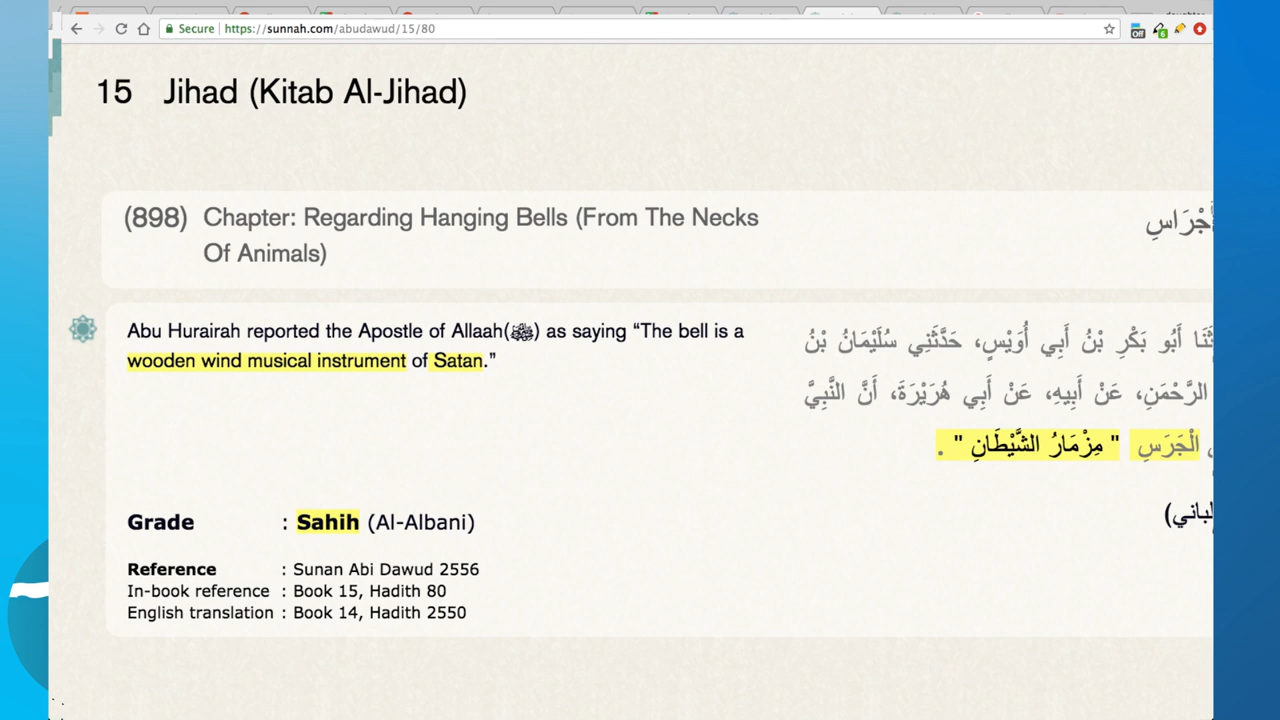 daughter
Secure https://sunnah.com/abudawud/15/80
Off 6
15 Jihad (Kitab Al-Jihad)
(898) Chapter: Regarding Hanging Bells (From The Necks
Of Animals)
Abu Hurairah reported the Apostle of Allaah(ﷺ) as saying “The bell is a
wooden wind musical instrument of Satan.”
أَبُو بَكْرِ بْنُ أَبِي أُوَيْسٍ، حَدَّثَنِي سُلَيْمَانُ بْنُ
الرَّحْمَنِ، عَنْ أَبِيهِ، عَنْ أَبِي هُرَيْرَةَ، أَنَّ النَّبِيَّ
الْجَرَسِ " مِزْمَارُ الشَّيْطَانِ " .
Grade : Sahih (Al-Albani)
Reference : Sunan Abi Dawud 2556
In-book reference : Book 15, Hadith 80
English translation : Book 14, Hadith 2550